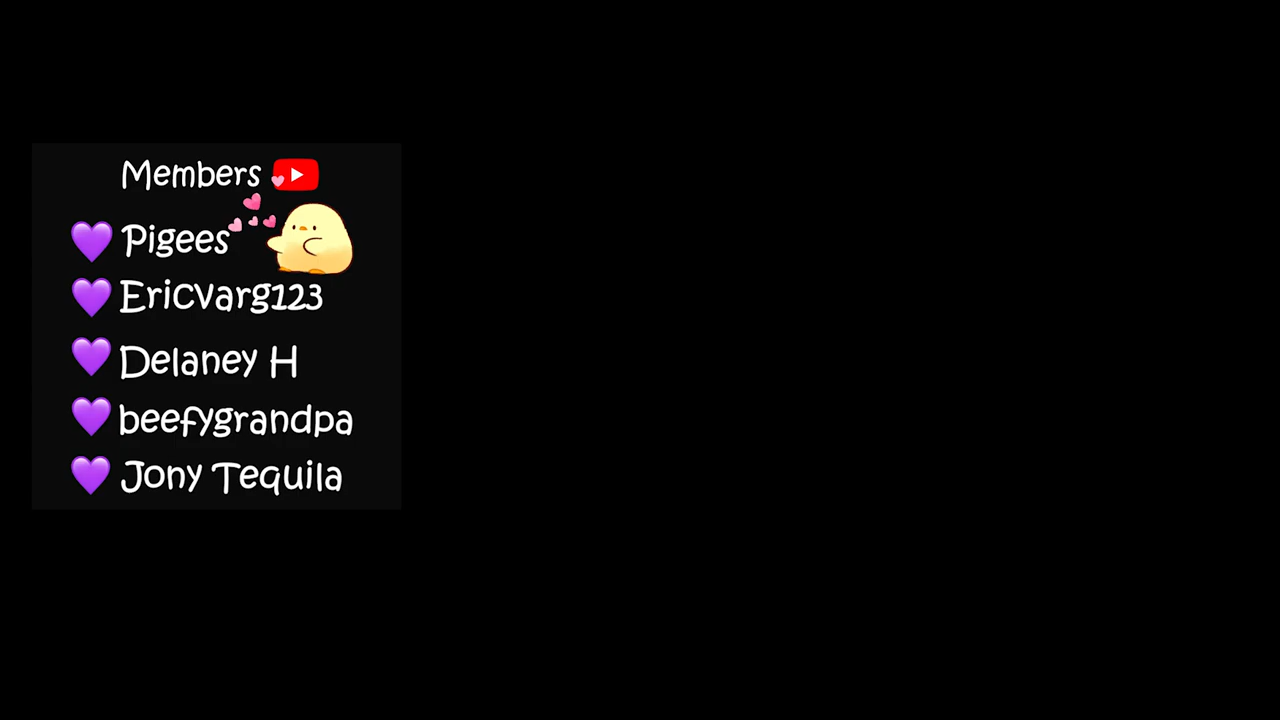 Members
Pigees
Ericvarg123
Delaney H
beefygrandpa
Jony Tequila